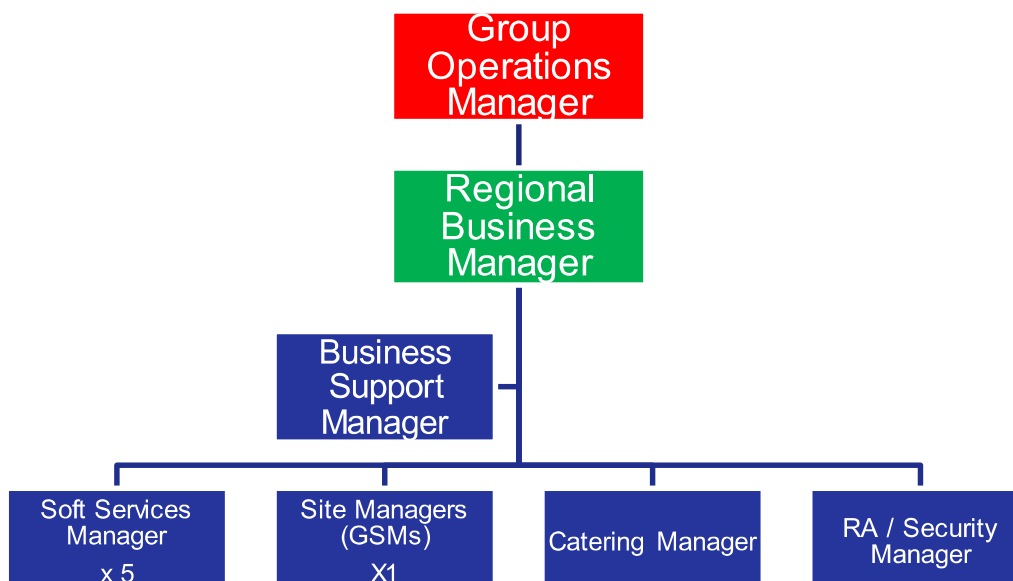 Group
Operations
Manager
Regional
Business
Manager
Business
Support
Manager
Soft Services
Manager
x 5
Site Managers
(GSMs)
X1
Catering Manager
RA / Security
Manager